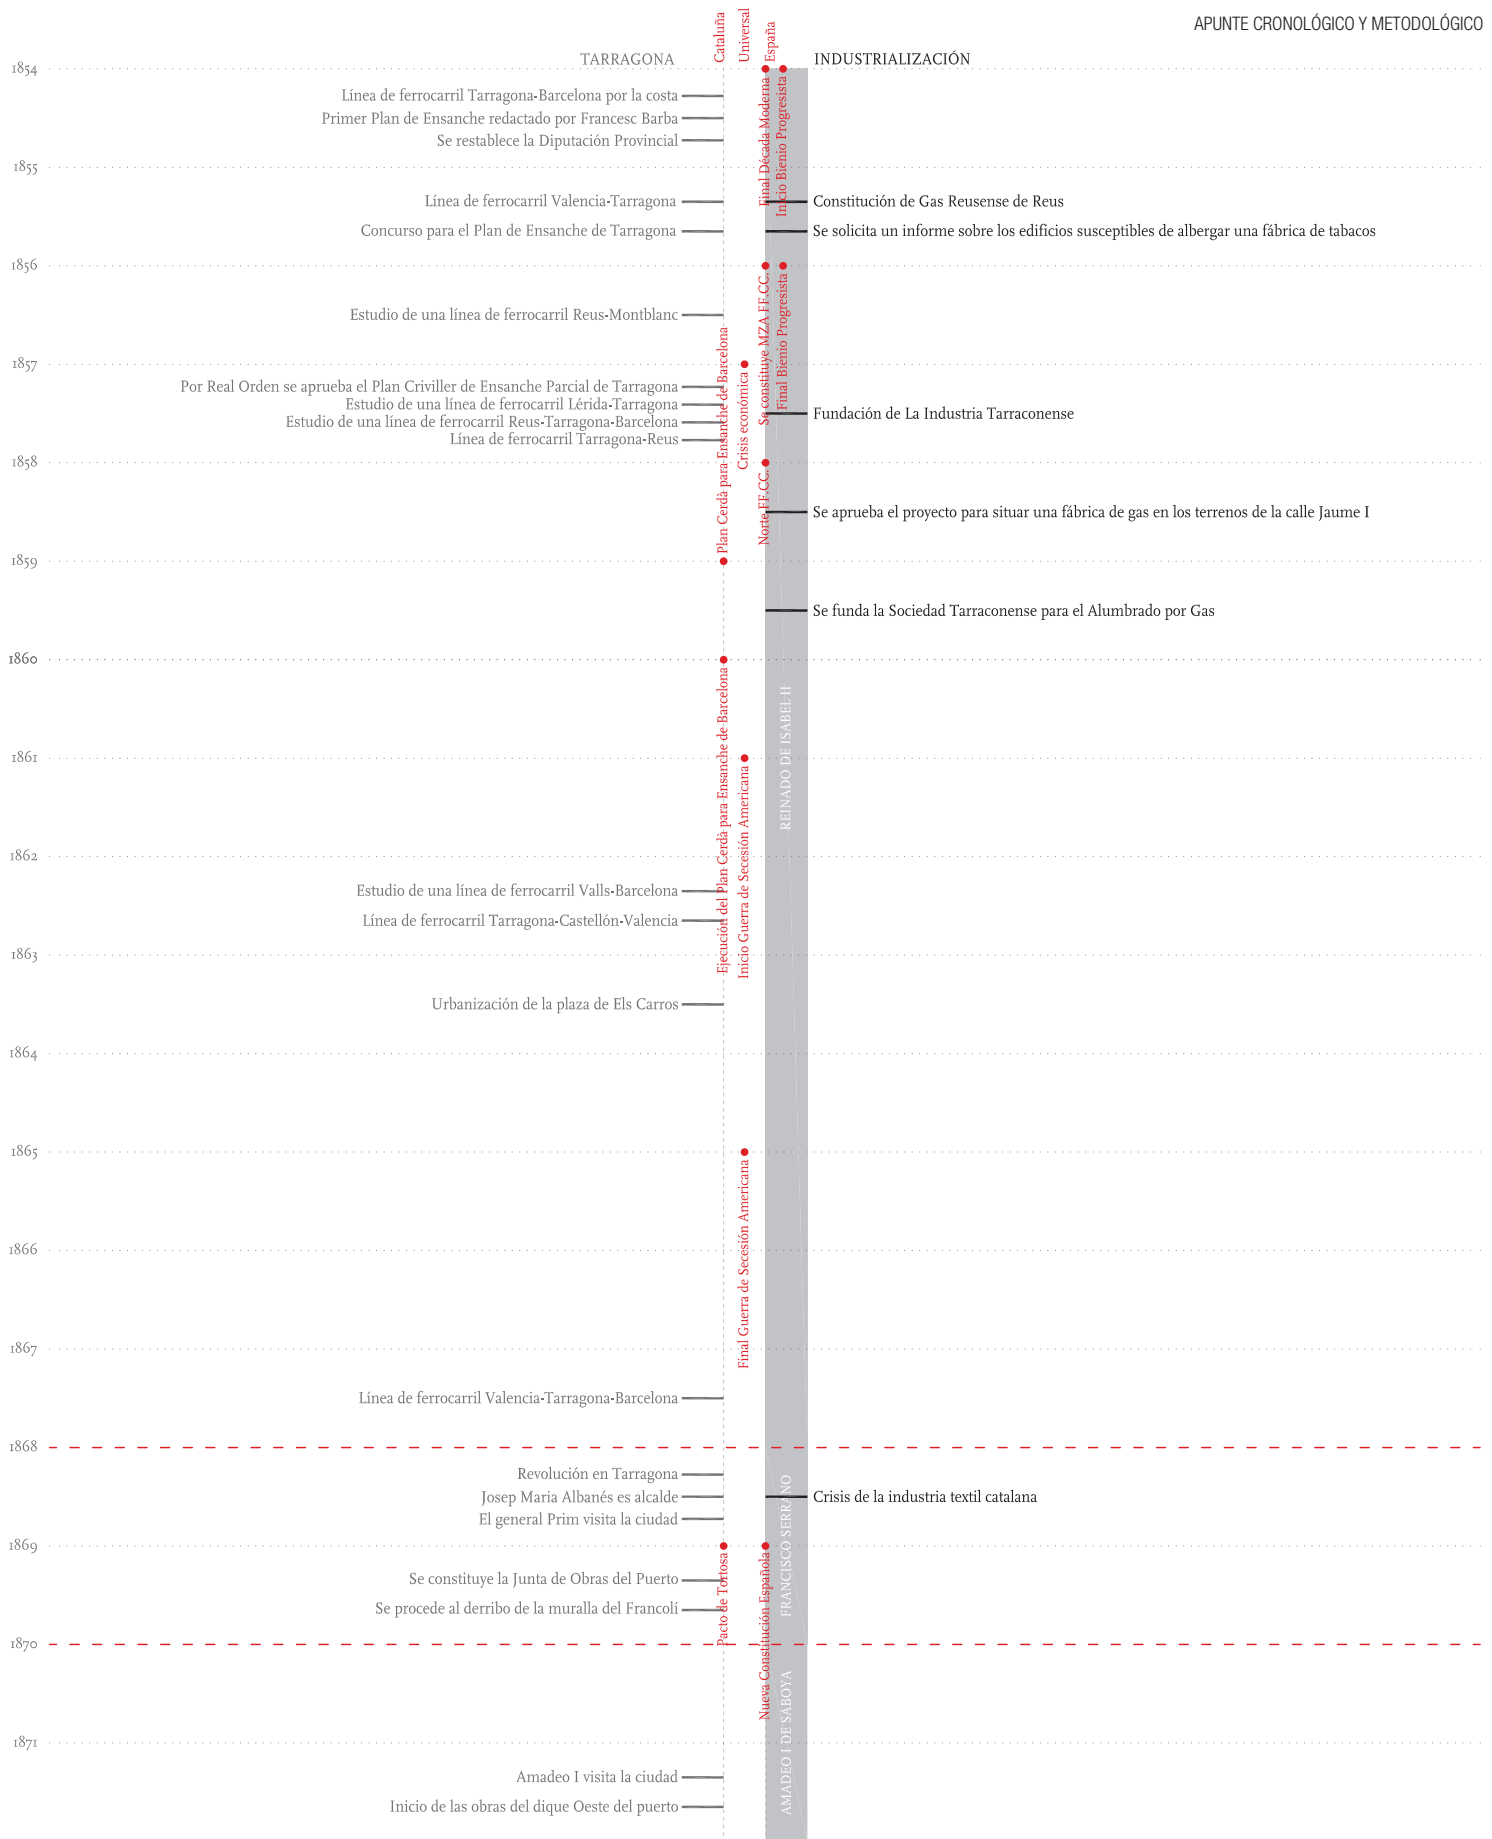 APUNTE CRONOLÓGICO Y METODOLÓGICO
Cataluña
Universal
España
TARRAGONA
INDUSTRIALIZACIÓN
1854
Final Década Moderna
Inicio Bienio Progresista
Línea de ferrocarril Tarragona-Barcelona por la costa
Primer Plan de Ensanche redactado por Francesc Barba
Se restablece la Diputación Provincial
1855
Línea de ferrocarril Valencia-Tarragona
Constitución de Gas Reusense de Reus
Concurso para el Plan de Ensanche de Tarragona
Se solicita un informe sobre los edificios susceptibles de albergar una fábrica de tabacos
1856
Se constituye MZA FF.CC.
Final Bienio Progresista
Estudio de una línea de ferrocarril Reus-Montblanc
1857
Crisis económica
Por Real Orden se aprueba el Plan Criviller de Ensanche Parcial de Tarragona
Estudio de una línea de ferrocarril Lérida-Tarragona
Fundación de La Industria Tarraconense
Estudio de una línea de ferrocarril Reus-Tarragona-Barcelona
Línea de ferrocarril Tarragona-Reus
1858
Norte FF.CC.
Se aprueba el proyecto para situar una fábrica de gas en los terrenos de la calle Jaume I
1859
Plan Cerdà para Ensanche de Barcelona
Se funda la Sociedad Tarraconense para el Alumbrado por Gas
1860
Ejecución del Plan Cerdà para Ensanche de Barcelona
REINADO DE ISABEL II
1861
Inicio Guerra de Secesión Americana
1862
Estudio de una línea de ferrocarril Valls-Barcelona
Línea de ferrocarril Tarragona-Castellón-Valencia
1863
Urbanización de la plaza de Els Carros
1864
1865
Final Guerra de Secesión Americana
1866
1867
Línea de ferrocarril Valencia-Tarragona-Barcelona
1868
Revolución en Tarragona
Josep Maria Albanés es alcalde
Crisis de la industria textil catalana
El general Prim visita la ciudad
FRANCISCO SERRANO
1869
Pacto de Tortosa
Nueva Constitución Española
Se constituye la Junta de Obras del Puerto
Se procede al derribo de la muralla del Francolí
1870
AMADEO I DE SABOYA
1871
Amadeo I visita la ciudad
Inicio de las obras del dique Oeste del puerto